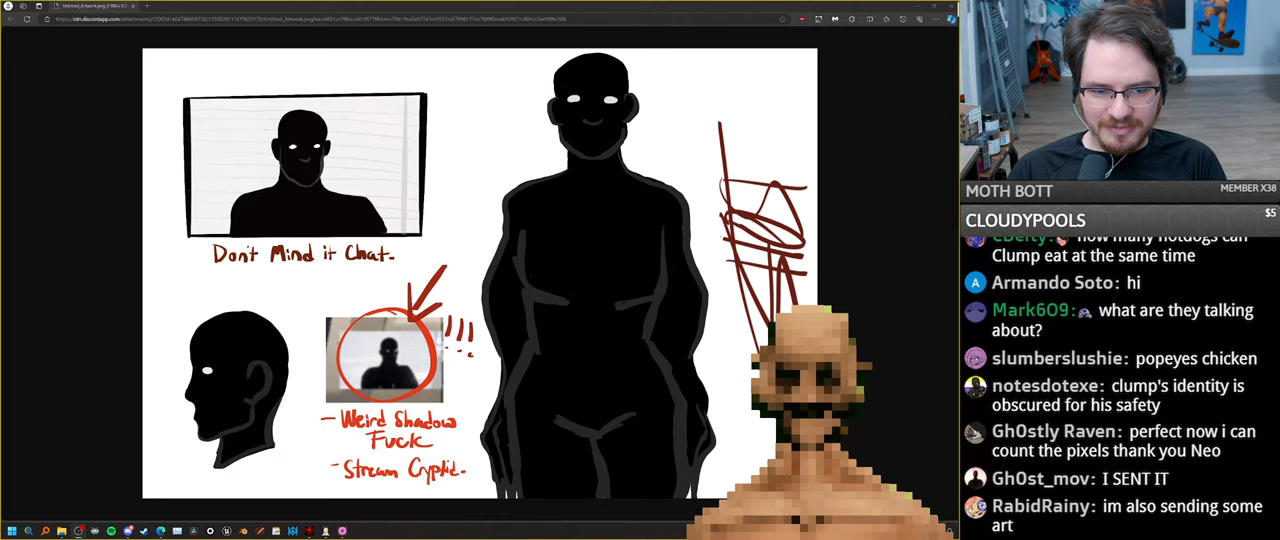 Untitled_Artwork.png
Don't Mind it Chat.
!!!
- Weird Shadow
Fuck
- Stream Cryptid.
MOTH BOTT
MEMBER X38
CLOUDYPOOLS
$5
how many hotdogs can
Clump eat at the same time
Armando Soto: hi
Mark6O9: what are they talking
about?
slumberslushie: popeyes chicken
notesdotexe: clump's identity is
obscured for his safety
Gh0stly Raven: perfect now i can
count the pixels thank you Neo
Gh0st_mov: I SENT IT
RabidRainy: im also sending some
art